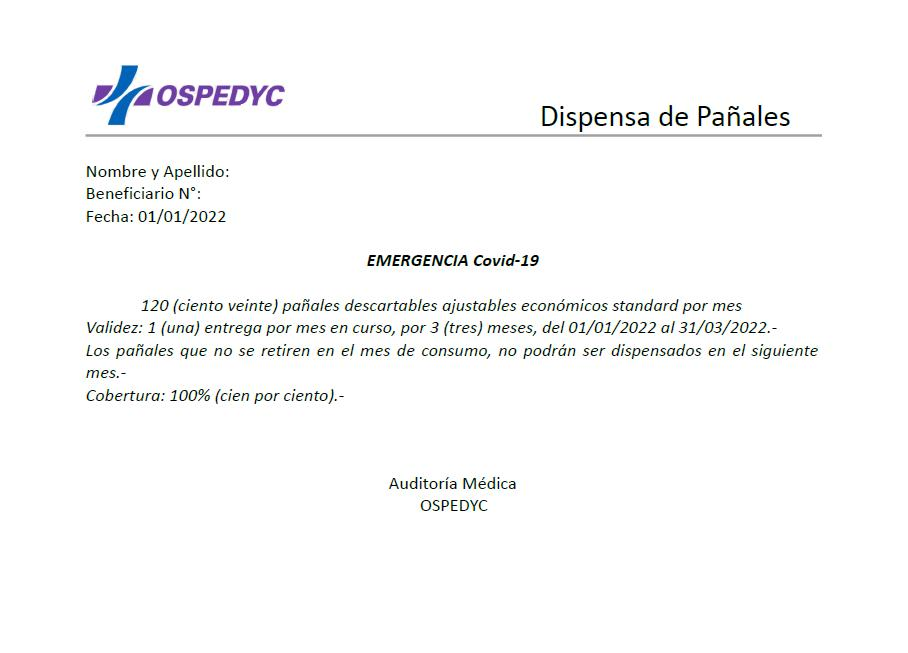 OSPEDYC
Dispensa de Pañales
Nombre y Apellido:
Beneficiario N°:
Fecha: 01/01/2022
EMERGENCIA Covid-19
120 (ciento veinte) pañales descartables ajustables económicos standard por mes
Validez: 1 (una) entrega por mes en curso, por 3 (tres) meses, del 01/01/2022 al 31/03/2022.-
Los pañales que no se retiren en el mes de consumo, no podrán ser dispensados en el siguiente
mes.-
Cobertura: 100% (cien por ciento).-
Auditoría Médica
OSPEDYC